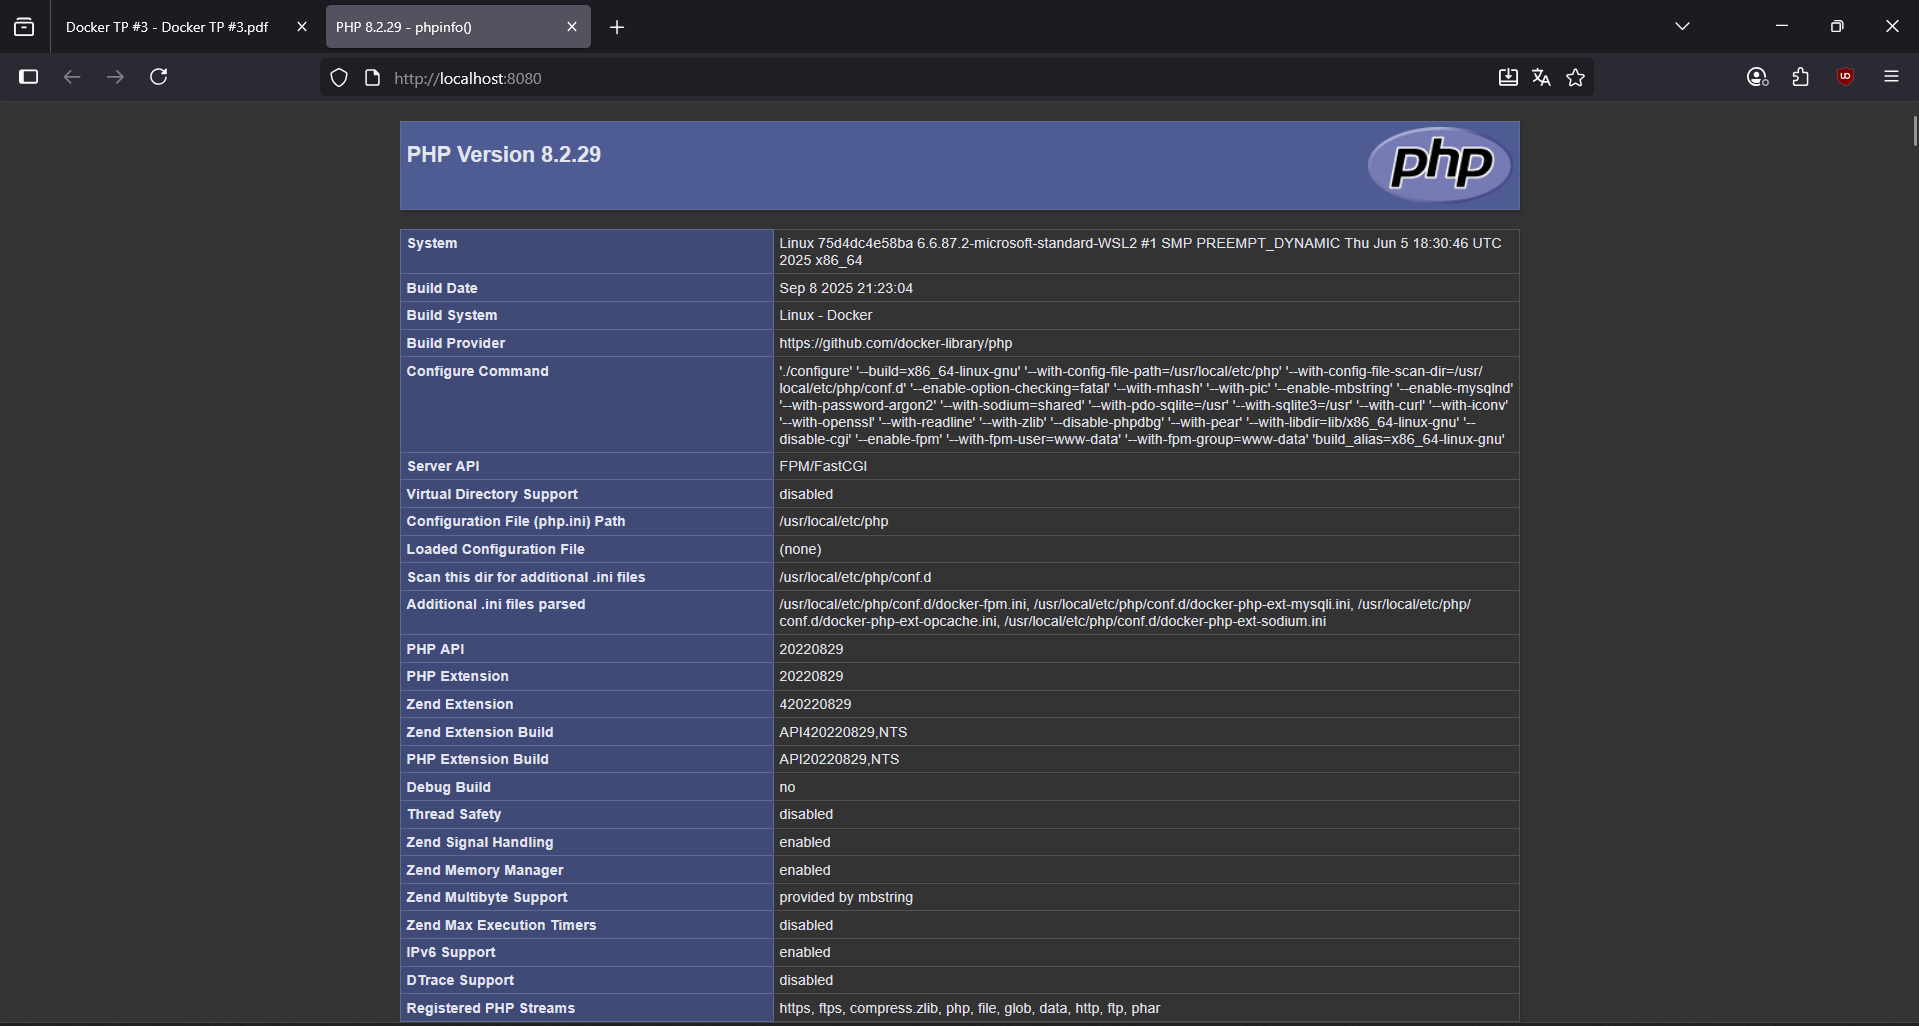 Docker TP #3 - Docker TP #3.pdf
PHP 8.2.29 - phpinfo()
http://localhost:8080
PHP Version 8.2.29
php
System
Linux 75d4dc4e58ba 6.6.87.2-microsoft-standard-WSL2 #1 SMP PREEMPT_DYNAMIC Thu Jun 5 18:30:46 UTC
2025 x86_64
Build Date
Sep 8 2025 21:23:04
Build System
Linux - Docker
Build Provider
https://github.com/docker-library/php
Configure Command
'./configure' '--build=x86_64-linux-gnu' '--with-config-file-path=/usr/local/etc/php' '--with-config-file-scan-dir=/usr/
local/etc/php/conf.d' '--enable-option-checking=fatal' '--with-mhash' '--with-pic' '--enable-mbstring' '--enable-mysqlnd'
'--with-password-argon2' '--with-sodium=shared' '--with-pdo-sqlite=/usr' '--with-sqlite3=/usr' '--with-curl' '--with-iconv'
'--with-openssl' '--with-readline' '--with-zlib' '--disable-phpdbg' '--with-pear' '--with-libdir=lib/x86_64-linux-gnu' '--
disable-cgi' '--enable-fpm' '--with-fpm-user=www-data' '--with-fpm-group=www-data' 'build_alias=x86_64-linux-gnu'
Server API
FPM/FastCGI
Virtual Directory Support
disabled
Configuration File (php.ini) Path
/usr/local/etc/php
Loaded Configuration File
(none)
Scan this dir for additional .ini files
/usr/local/etc/php/conf.d
Additional .ini files parsed
/usr/local/etc/php/conf.d/docker-fpm.ini, /usr/local/etc/php/conf.d/docker-php-ext-mysqli.ini, /usr/local/etc/php/
conf.d/docker-php-ext-opcache.ini, /usr/local/etc/php/conf.d/docker-php-ext-sodium.ini
PHP API
20220829
PHP Extension
20220829
Zend Extension
420220829
Zend Extension Build
API420220829,NTS
PHP Extension Build
API20220829,NTS
Debug Build
no
Thread Safety
disabled
Zend Signal Handling
enabled
Zend Memory Manager
enabled
Zend Multibyte Support
provided by mbstring
Zend Max Execution Timers
disabled
IPv6 Support
enabled
DTrace Support
disabled
Registered PHP Streams
https, ftps, compress.zlib, php, file, glob, data, http, ftp, phar